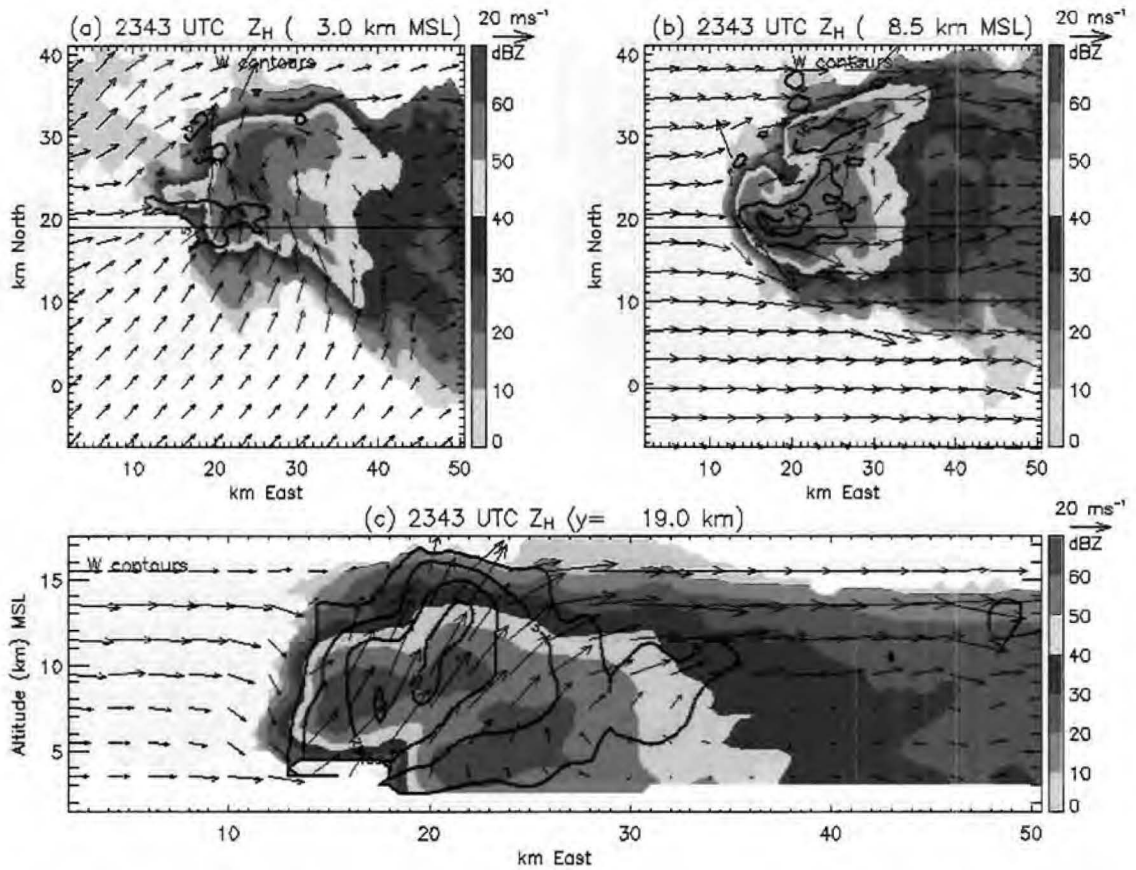 (a) 2343 UTC Z_H ( 3.0 km MSL)
20 ms⁻¹
dBZ
W contours
40
30
20
10
0
km North
10 20 30 40 50
km East
60
50
40
30
20
10
0
(b) 2343 UTC Z_H ( 8.5 km MSL)
20 ms⁻¹
dBZ
W contours
40
30
20
10
0
km North
10 20 30 40 50
km East
60
50
40
30
20
10
0
(c) 2343 UTC Z_H (y= 19.0 km)
20 ms⁻¹
dBZ
W contours
15
10
5
Altitude (km) MSL
10 20 30 40 50
km East
60
50
40
30
20
10
0